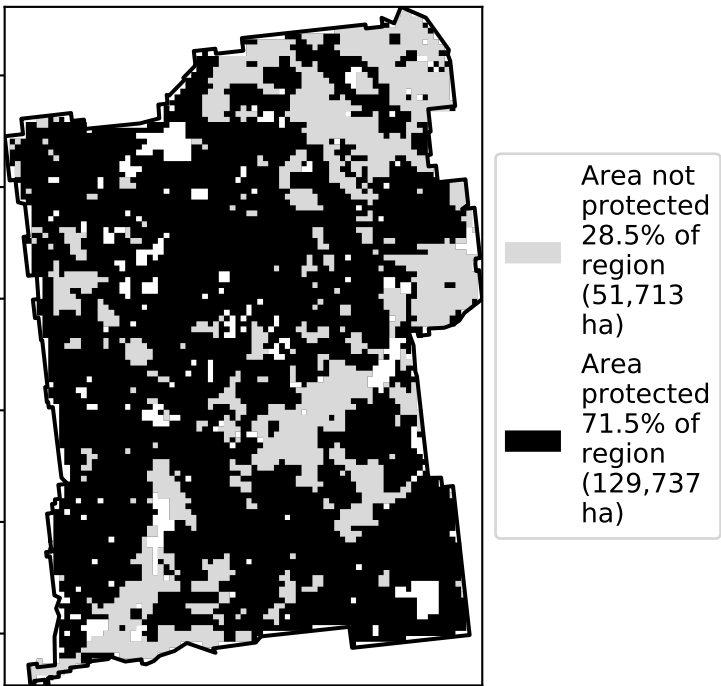 Area not
protected
28.5% of
region
(51,713
ha)
Area
protected
71.5% of
region
(129,737
ha)